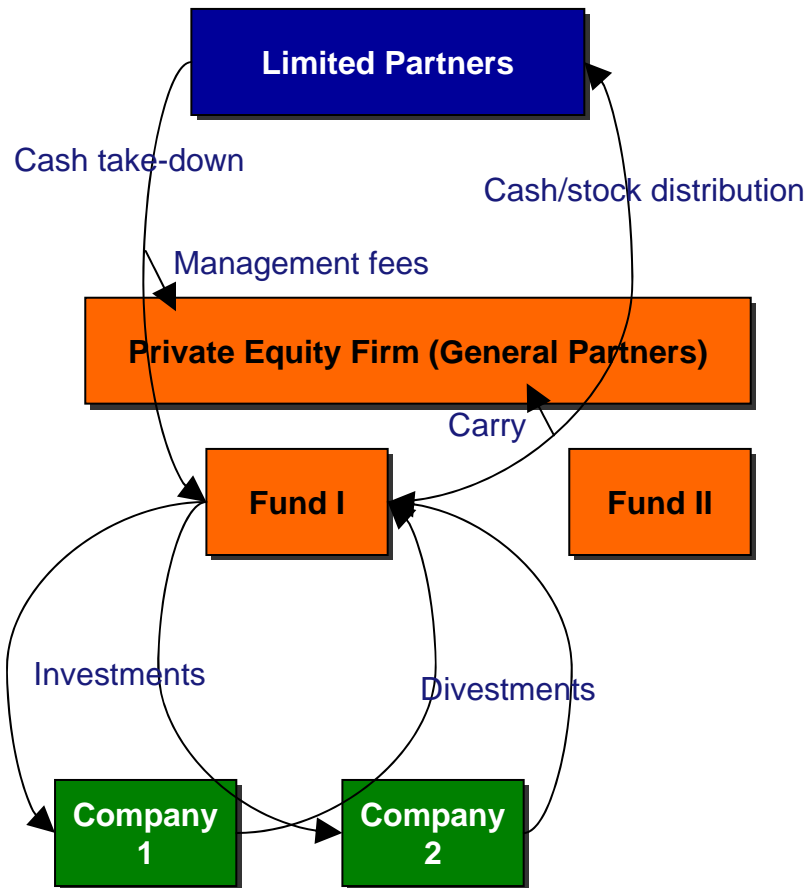 Limited Partners
Cash take-down
Cash/stock distribution
Management fees
Private Equity Firm (General Partners)
Carry
Fund I
Fund II
Investments
Divestments
Company
1
Company
2